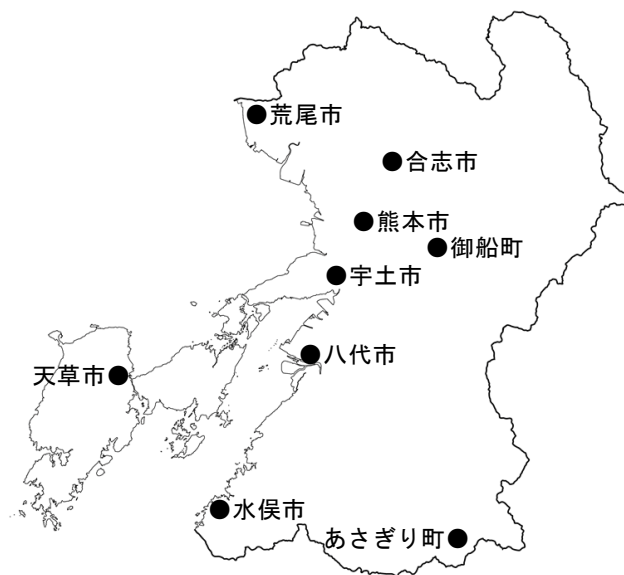 荒尾市
合志市
熊本市
御船町
宇土市
八代市
天草市
水俣市
あさぎり町